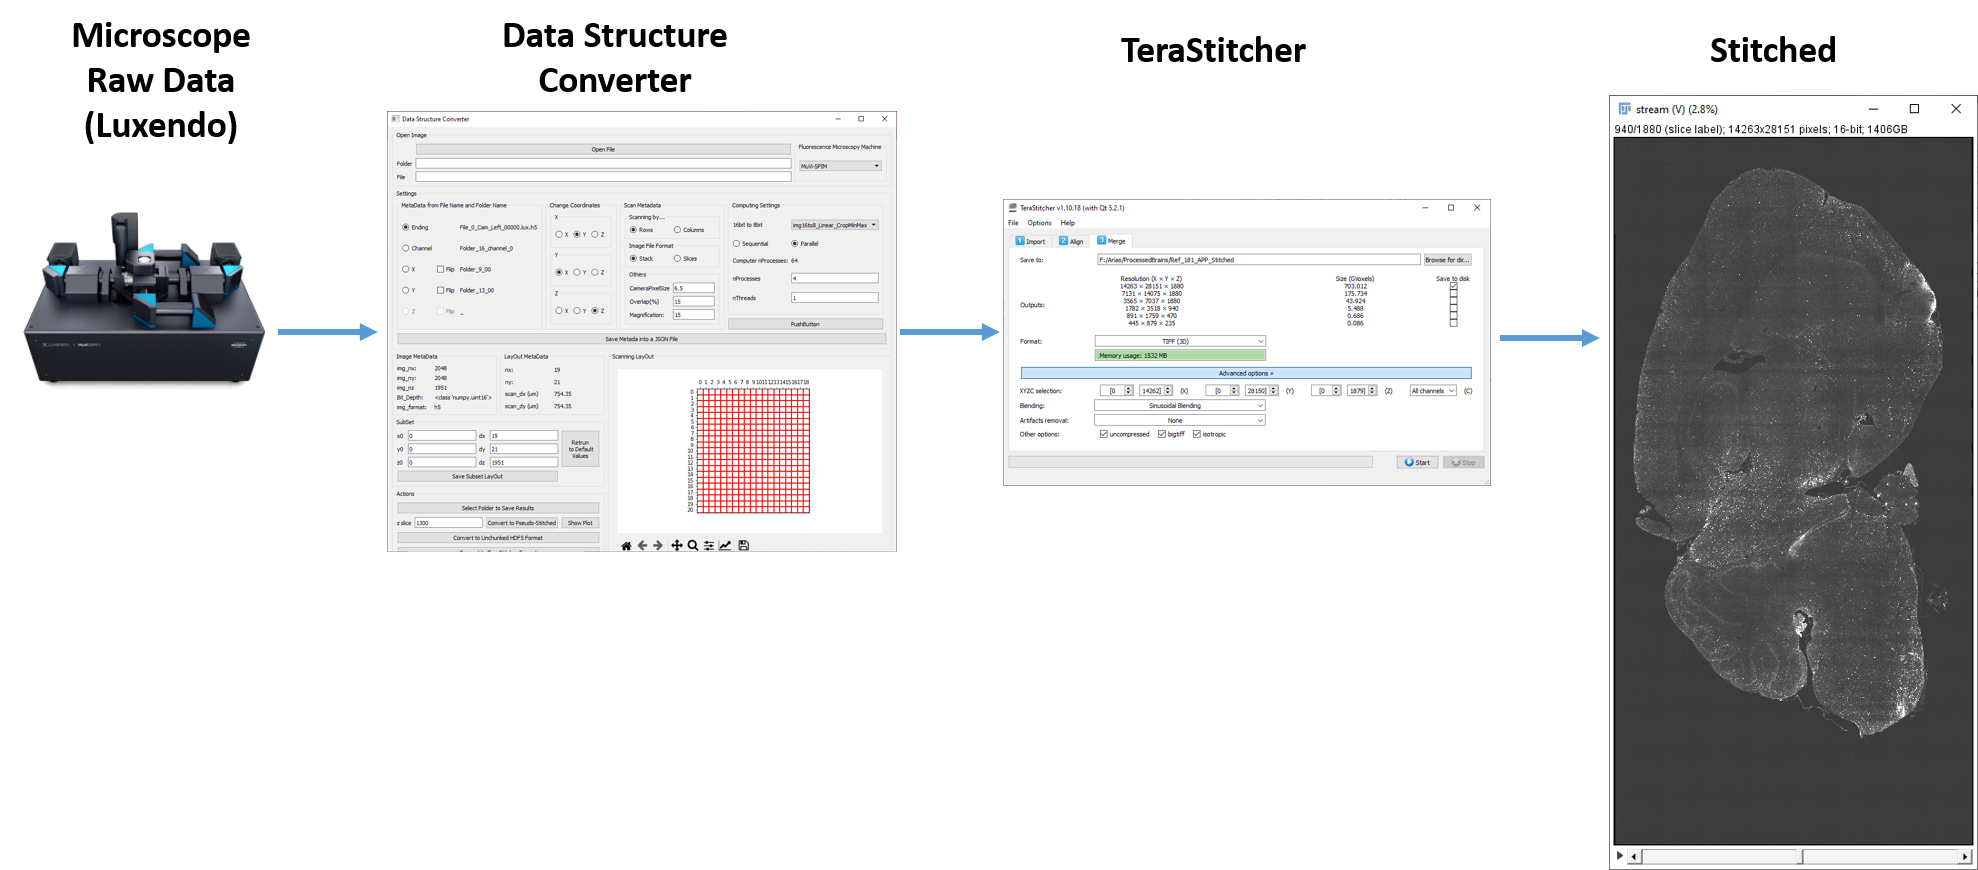 Microscope
Raw Data
(Luxendo)
Data Structure
Converter
TeraStitcher
Stitched
Data Structure Converter
Open Image
Open File
Fluorescence Microscopy Machine
Folder
MuVi-SPIM
File
Settings
MetaData from File Name and Folder Name
Ending File_0_Cam_Left_00000.lux.h5
Channel Folder_16_channel_0
X Flip Folder_9_00
Y Flip Folder_13_00
Z Flip _
Change Coordinates
X
X Y Z
Y
X Y Z
Z
X Y Z
Scan Metadata
Scanning by...
Rows Columns
Image File Format
Stack Slices
Others
CameraPixelSize 6.5
Overlap(%) 15
Magnification: 15
Computing Settings
16bit to 8bit img16to8_Linear_CropMinMax
Sequential Parallel
Computer nProcesses: 64
nProcesses 4
nThreads 1
PushButton
Save Metada into a JSON File
Image MetaData
img_nx: 2048
img_ny: 2048
img_nz 1951
Bit_Depth: <class 'numpy.uint16'>
img_format: h5
LayOut MetaData
nx: 19
ny: 21
scan_dx (um) 754.35
scan_dy (um) 754.35
Scanning LayOut
0 1 2 3 4 5 6 7 8 9 10 11 12 13 14 15 16 17 18
0
1
2
3
4
5
6
7
8
9
10
11
12
13
14
15
16
17
18
19
20
SubSet
x0 0 dx 19
y0 0 dy 21
z0 0 dz 1951
Retrun
to Default
Values
Save Subset LayOut
Actions
Select Folder to Save Results
z slice 1300 Convert to Pseudo-Stitched Show Plot
Convert to Unchunked HDF5 Format
TeraStitcher v1.10.18 (with Qt 5.2.1)
File Options Help
1 Import 2 Align 3 Merge
Save to: F:/Arias/ProcessedBrains/Ref_181_APP_Stitched Browse for dir...
Resolution (X × Y × Z) Size (GVoxels) Save to disk
14263 × 28151 × 1880 703.012
7131 × 14075 × 1880 175.734
3565 × 7037 × 1880 43.924
Outputs:
1782 × 3518 × 940 5.488
891 × 1759 × 470 0.686
445 × 879 × 235 0.086
Format: TIFF (3D)
Memory usage: 1532 MB
Advanced options »
XYZC selection: [0 14262] (X) [0 28150] (Y) [0 1879] (Z) All channels (C)
Blending: Sinusoidal Blending
Artifacts removal: None
Other options: uncompressed bigtiff isotropic
Start Stop
stream (V) (2.8%)
940/1880 (slice label); 14263x28151 pixels; 16-bit; 1406GB